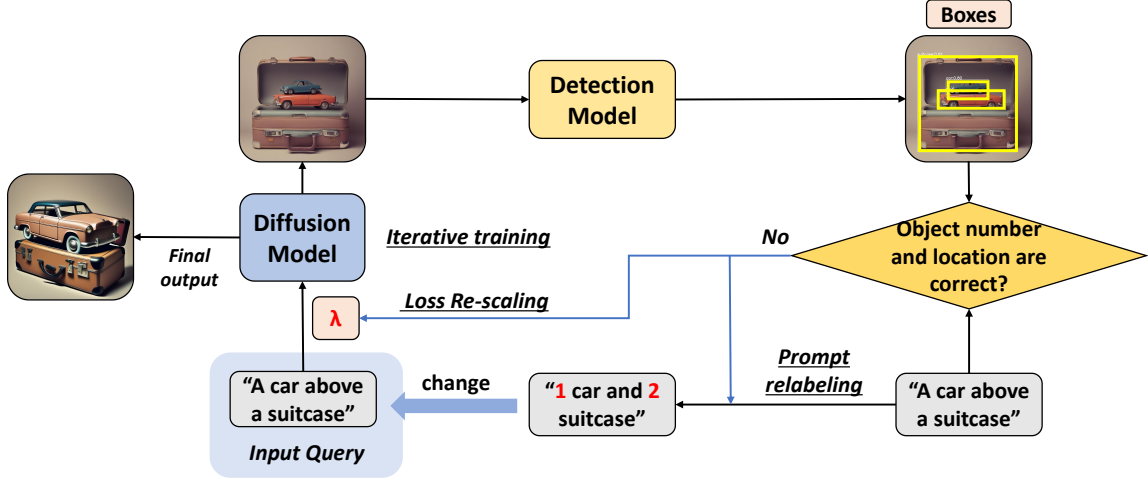 Boxes
Detection
Model
Diffusion
Model
Final
output
Iterative training
No
Object number
and location are
correct?
Loss Re-scaling
λ
"A car above
a suitcase"
Input Query
change
"1 car and 2
suitcase"
Prompt
relabeling
"A car above
a suitcase"